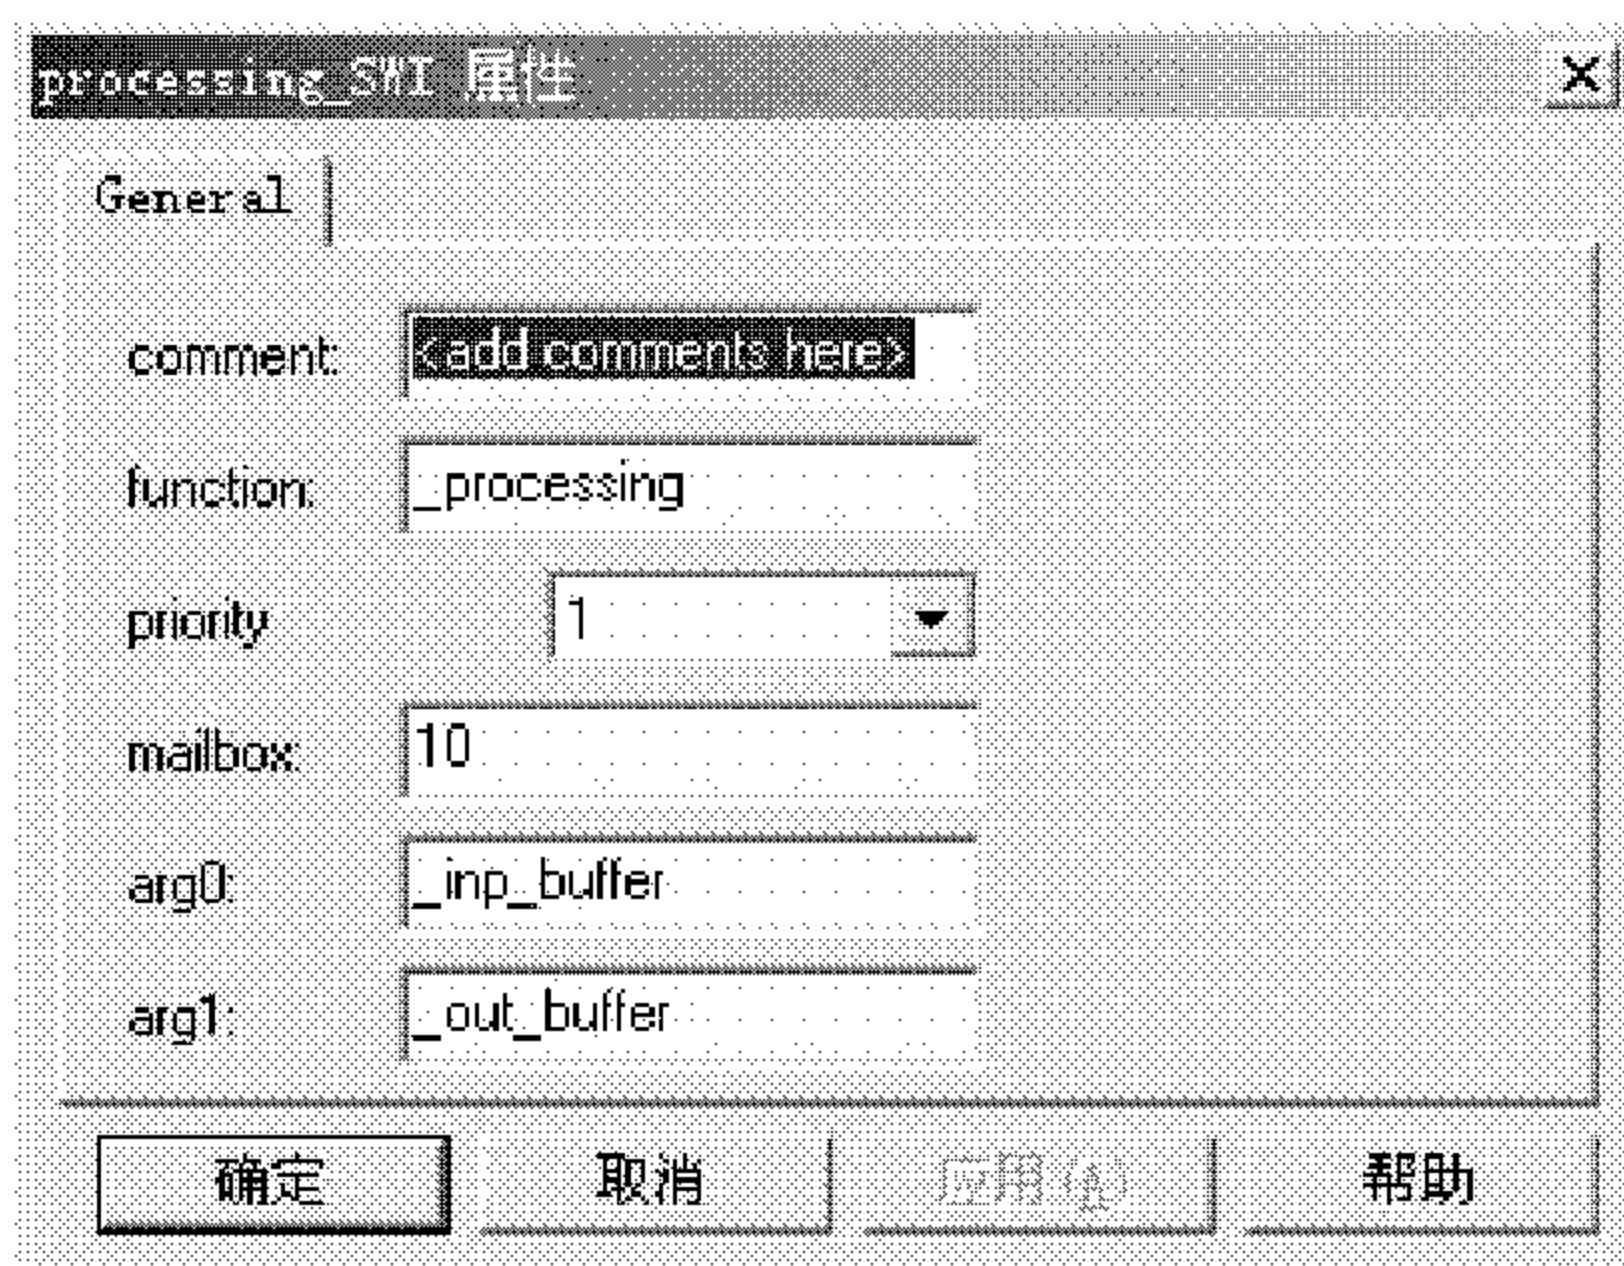 processing_SWI 属性
General
comment: <add comments here>
function: _processing
priority 1
mailbox: 10
arg0: _inp_buffer
arg1: _out_buffer
确定 取消 应用(A) 帮助